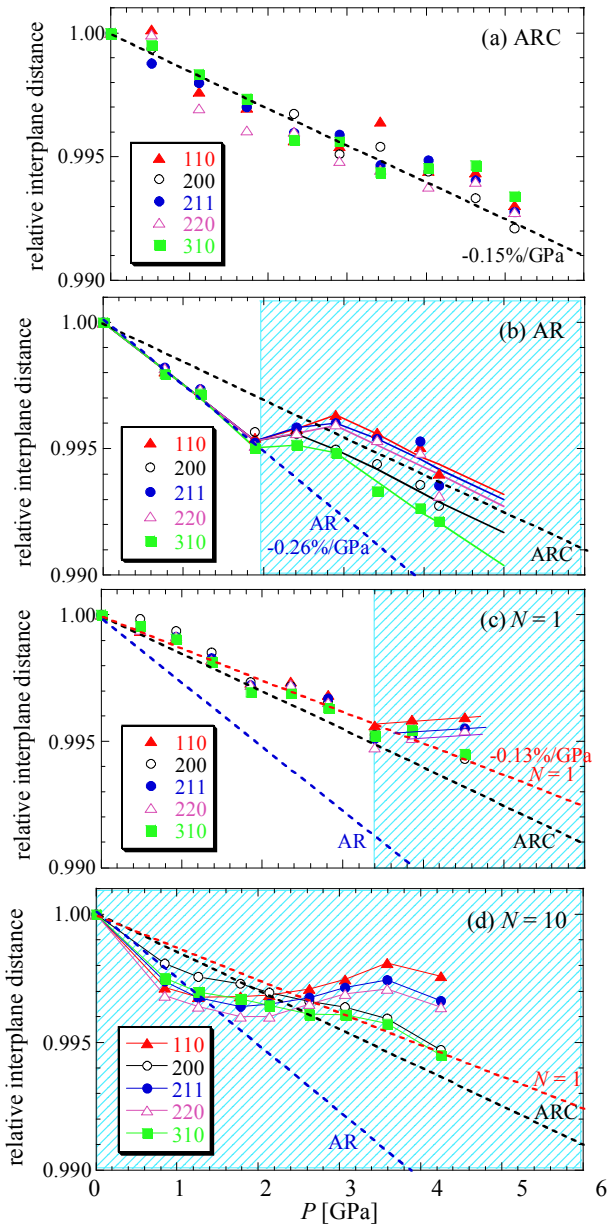 1.00
0.995
0.990
relative interplane distance
(a) ARC
110
200
211
220
310
-0.15%/GPa
1.00
0.995
0.990
relative interplane distance
(b) AR
110
200
211
220
310
AR
-0.26%/GPa
ARC
1.00
0.995
0.990
relative interplane distance
(c) N = 1
110
200
211
220
310
-0.13%/GPa
N = 1
ARC
AR
1.00
0.995
0.990
relative interplane distance
(d) N = 10
110
200
211
220
310
N = 1
ARC
AR
0 1 2 3 4 5 6
P [GPa]